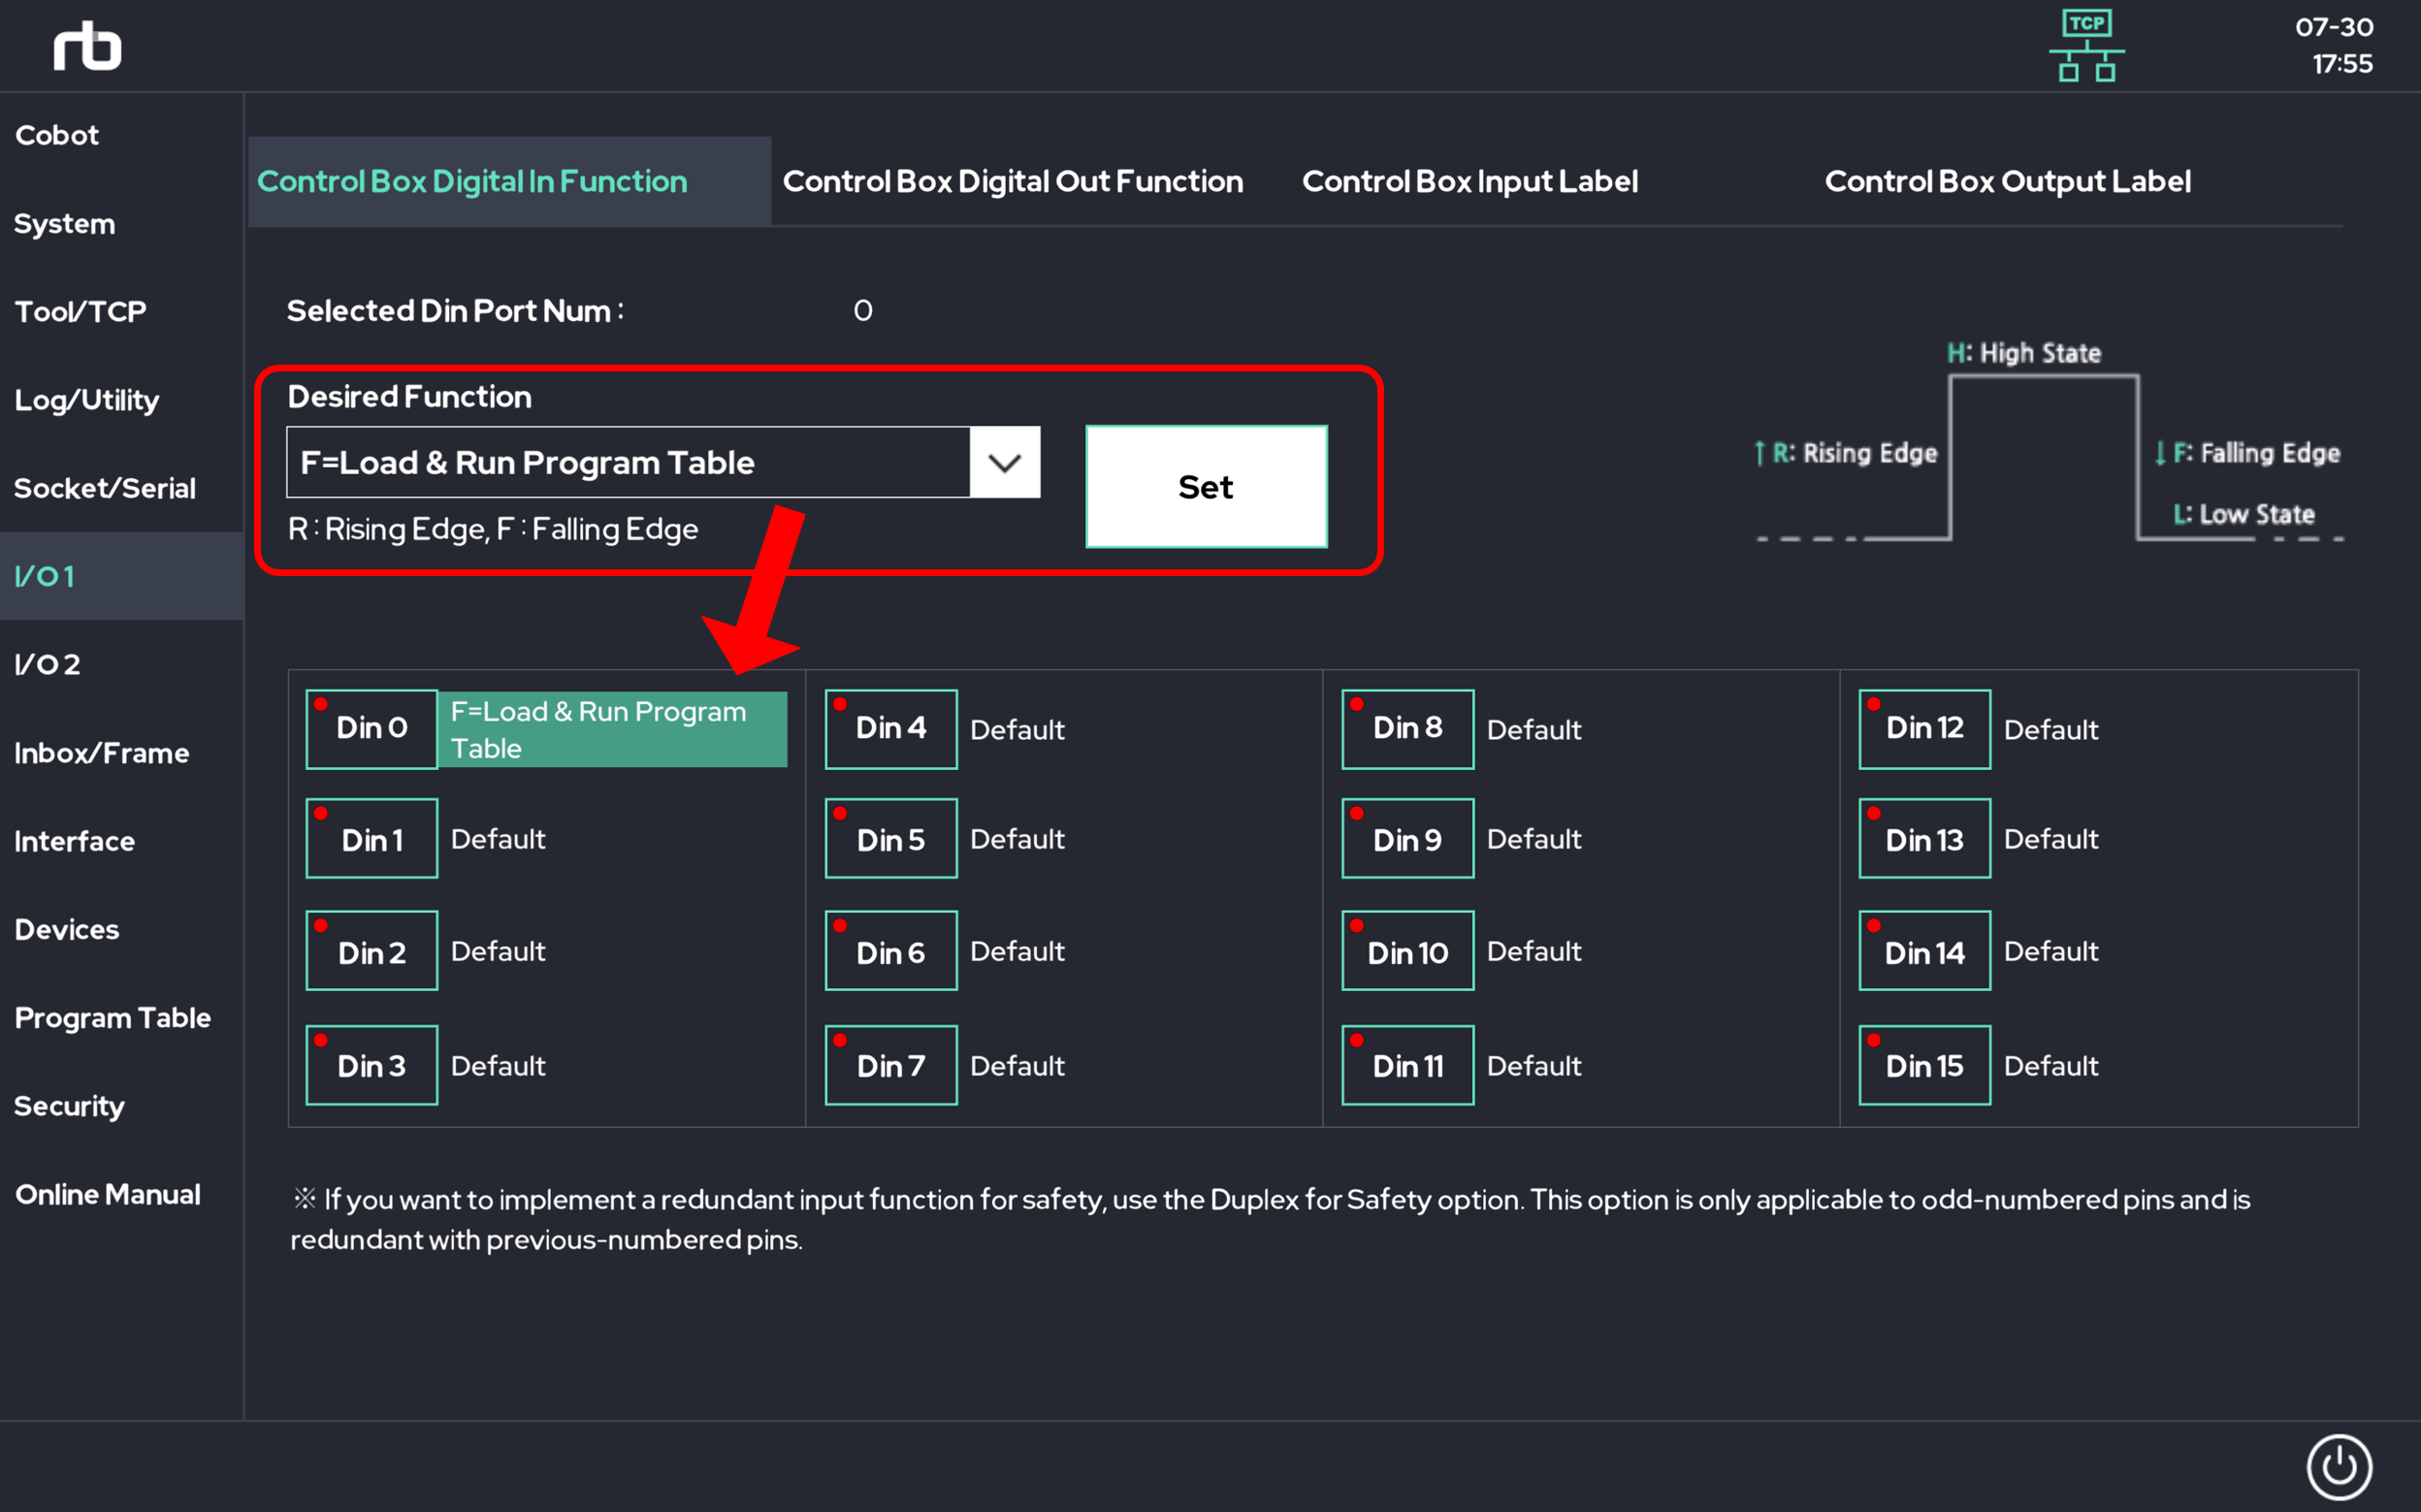 rb
TCP
07-30
17:55
Cobot
System
Tool/TCP
Log/Utility
Socket/Serial
I/O 1
I/O 2
Inbox/Frame
Interface
Devices
Program Table
Security
Online Manual
Control Box Digital In Function
Control Box Digital Out Function
Control Box Input Label
Control Box Output Label
Selected Din Port Num : 0
Desired Function
F=Load & Run Program Table
Set
R : Rising Edge, F : Falling Edge
H: High State
↑ R: Rising Edge
↓ F: Falling Edge
L: Low State
Din 0 F=Load & Run Program
Table
Din 1 Default
Din 2 Default
Din 3 Default
Din 4 Default
Din 5 Default
Din 6 Default
Din 7 Default
Din 8 Default
Din 9 Default
Din 10 Default
Din 11 Default
Din 12 Default
Din 13 Default
Din 14 Default
Din 15 Default
※ If you want to implement a redundant input function for safety, use the Duplex for Safety option. This option is only applicable to odd-numbered pins and is
redundant with previous-numbered pins.